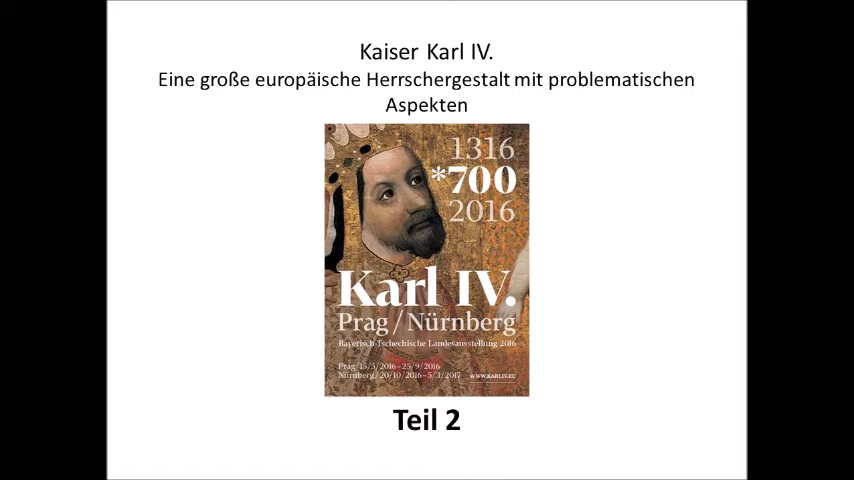 Kaiser Karl IV.
Eine große europäische Herrschergestalt mit problematischen
Aspekten
1316
*700
2016
Karl IV.
Prag/Nürnberg
Bayerisch-Tschechische Landesausstellung 2016
Prag/15/5/2016–25/9/2016
Nürnberg/20/10/2016–5/3/2017
WWW.KARLIV.EU
Teil 2